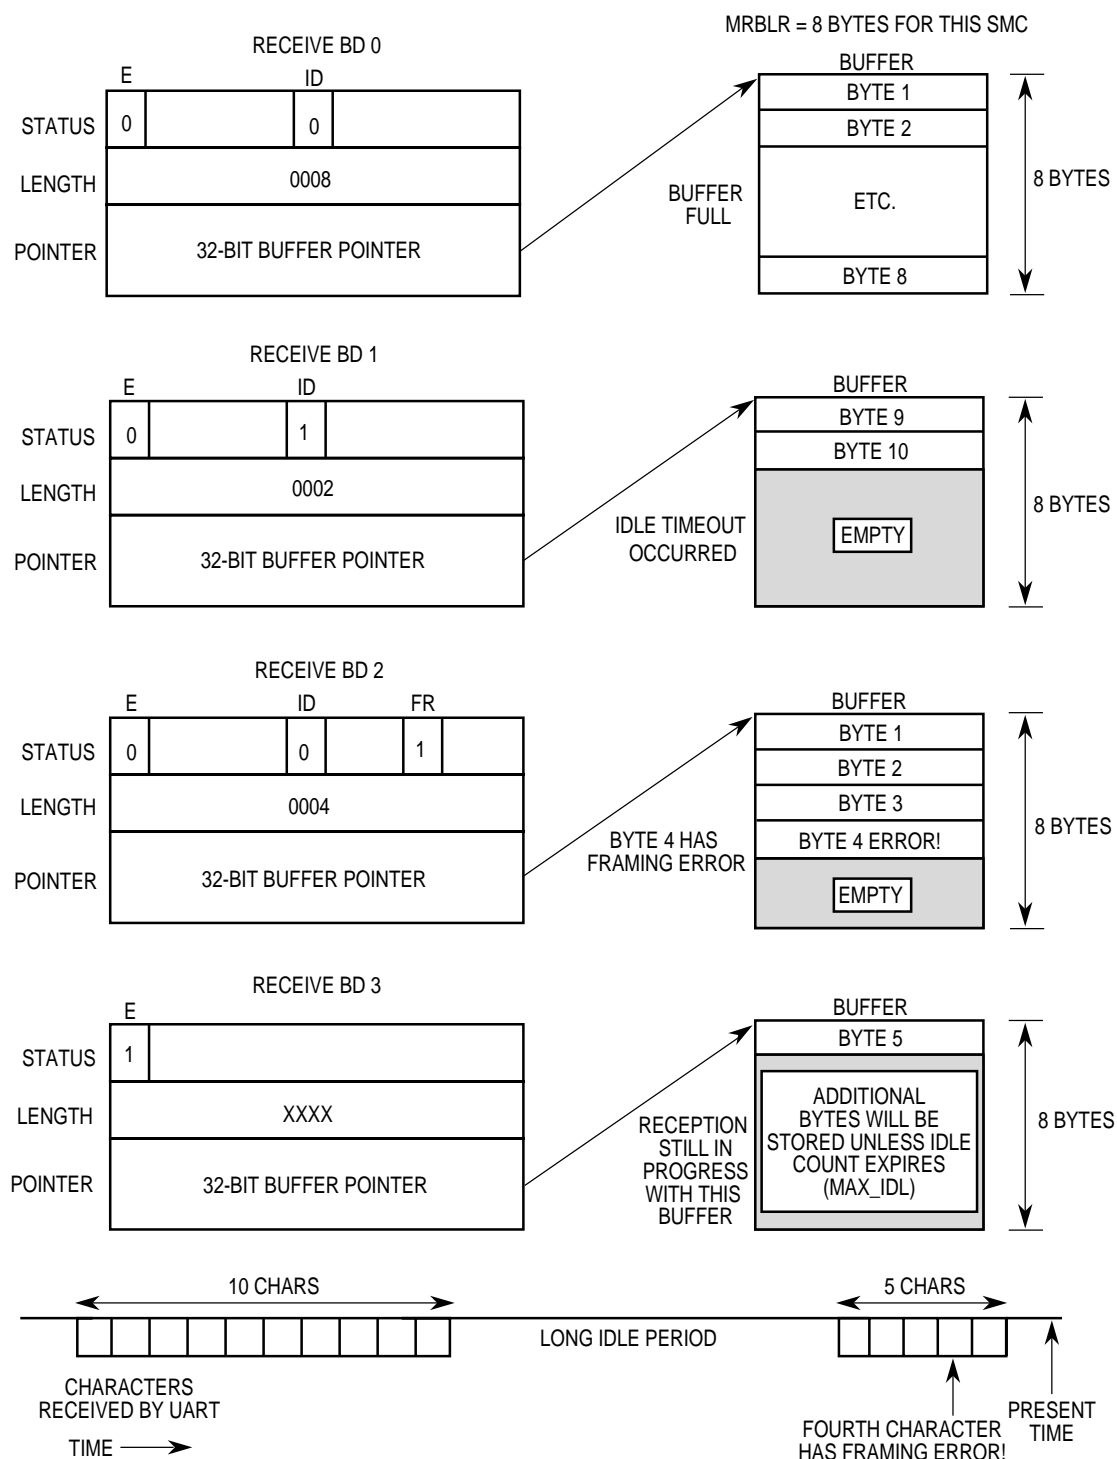 MRBLR = 8 BYTES FOR THIS SMC
RECEIVE BD 0
E
ID
STATUS
0
0
LENGTH
0008
POINTER
32-BIT BUFFER POINTER
BUFFER
FULL
BUFFER
BYTE 1
BYTE 2
ETC.
BYTE 8
8 BYTES
RECEIVE BD 1
E
ID
STATUS
0
1
LENGTH
0002
POINTER
32-BIT BUFFER POINTER
IDLE TIMEOUT
OCCURRED
BUFFER
BYTE 9
BYTE 10
EMPTY
8 BYTES
RECEIVE BD 2
E
ID
FR
STATUS
0
0
1
LENGTH
0004
POINTER
32-BIT BUFFER POINTER
BYTE 4 HAS
FRAMING ERROR
BUFFER
BYTE 1
BYTE 2
BYTE 3
BYTE 4 ERROR!
EMPTY
8 BYTES
RECEIVE BD 3
E
STATUS
1
LENGTH
XXXX
POINTER
32-BIT BUFFER POINTER
RECEPTION
STILL IN
PROGRESS
WITH THIS
BUFFER
BUFFER
BYTE 5
ADDITIONAL
BYTES WILL BE
STORED UNLESS IDLE
COUNT EXPIRES
(MAX_IDL)
8 BYTES
10 CHARS
5 CHARS
LONG IDLE PERIOD
CHARACTERS
RECEIVED BY UART
TIME
FOURTH CHARACTER
HAS FRAMING ERROR!
PRESENT
TIME